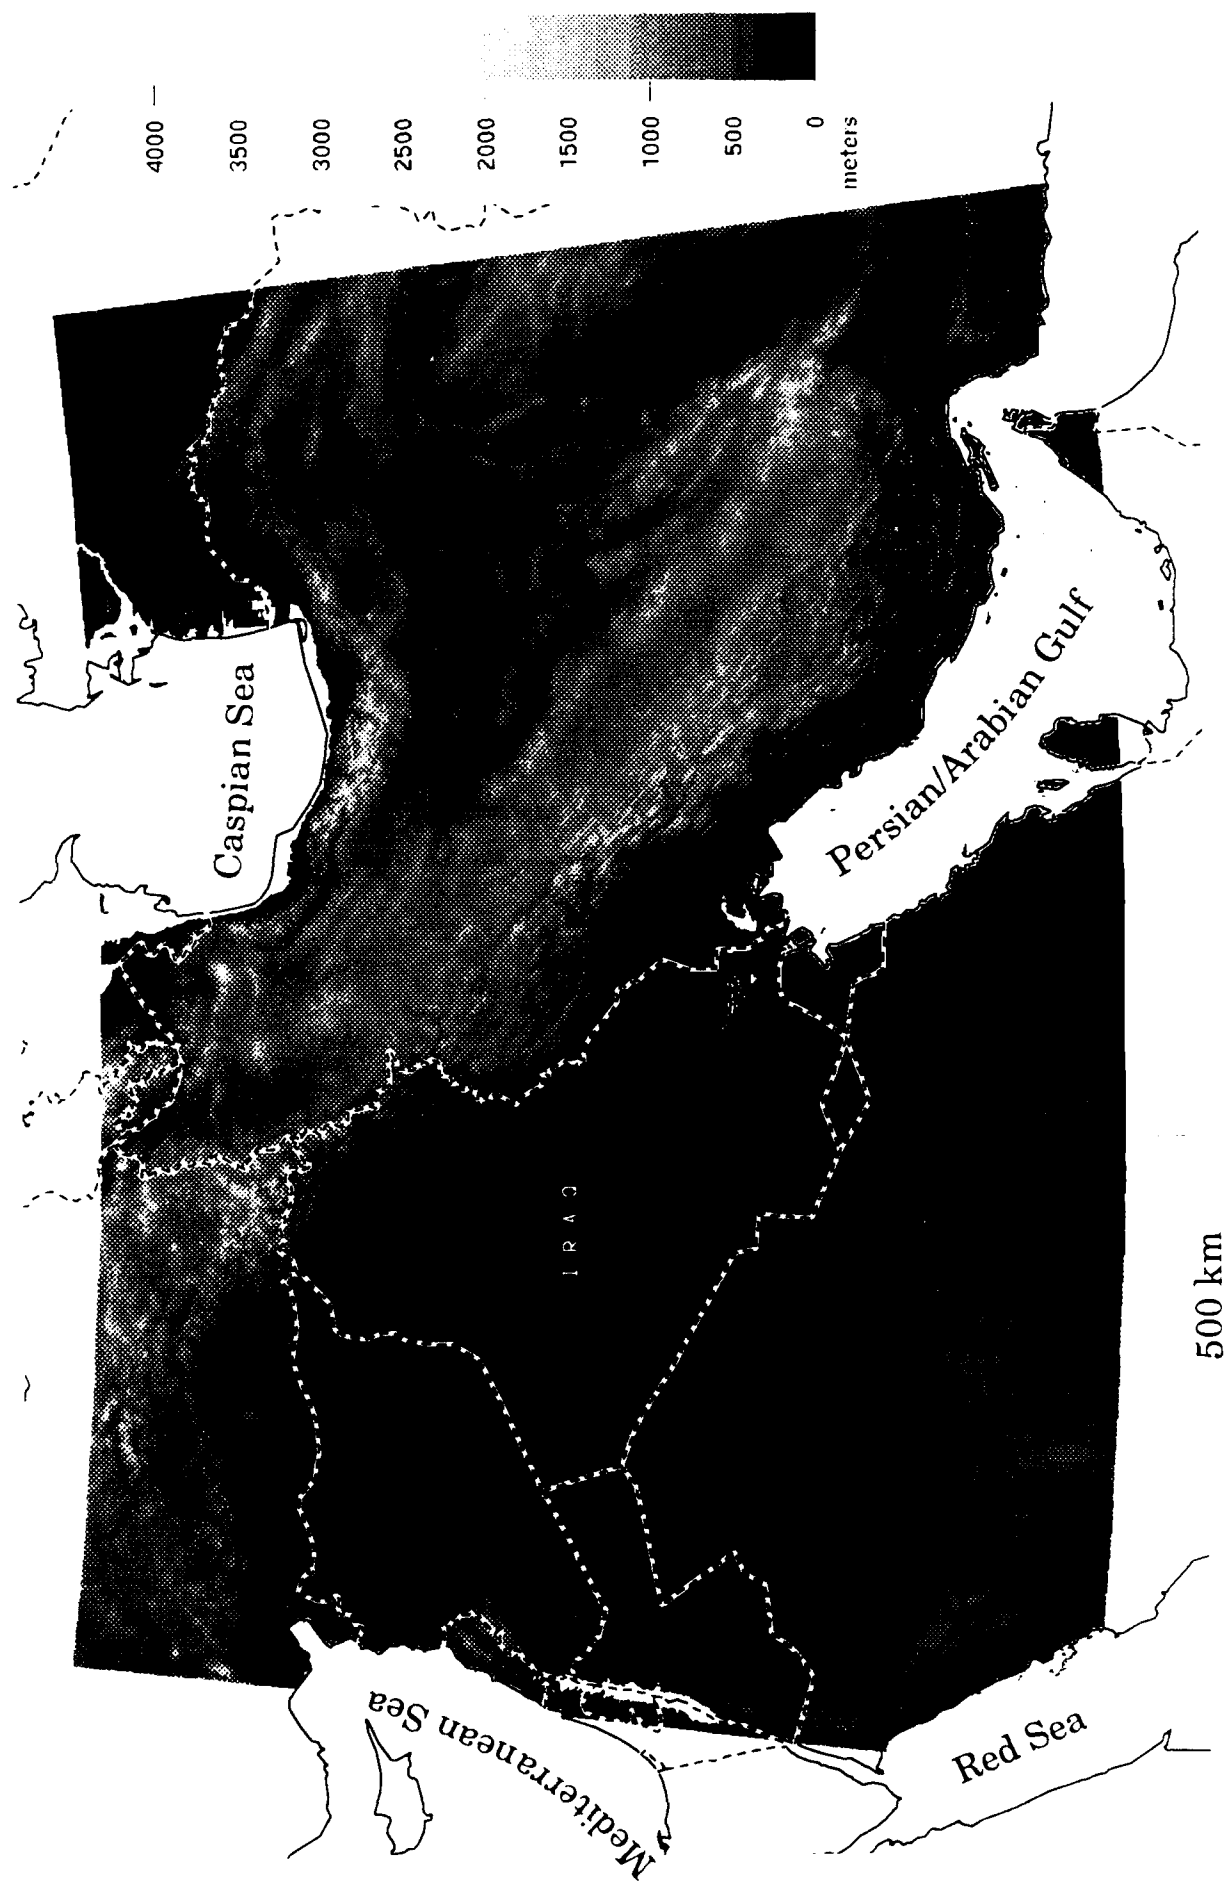 4000
3500
3000
2500
2000
1500
1000
500
0
meters
Caspian Sea
Persian/Arabian Gulf
IRAQ
Mediterranean Sea
Red Sea
500 km